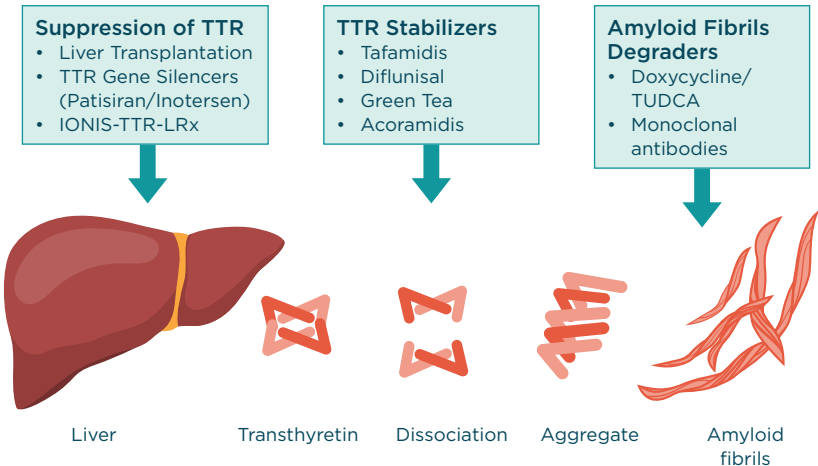 Suppression of TTR
• Liver Transplantation
• TTR Gene Silencers
(Patisiran/Inotersen)
• IONIS-TTR-LRx
TTR Stabilizers
• Tafamidis
• Diflunisal
• Green Tea
• Acoramidis
Amyloid Fibrils
Degraders
• Doxycycline/
TUDCA
• Monoclonal
antibodies
Liver
Transthyretin
Dissociation
Aggregate
Amyloid
fibrils